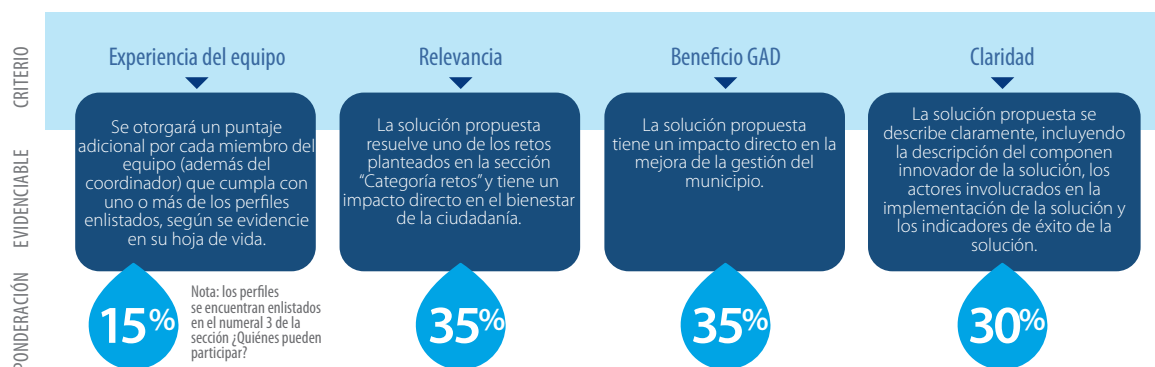 CRITERIO
Experiencia del equipo
Relevancia
Beneficio GAD
Claridad
EVIDENCIABLE
Se otorgará un puntaje
adicional por cada miembro del
equipo (además del
coordinador) que cumpla con
uno o más de los perfiles
enlistados, según se evidencie
en su hoja de vida.
La solución propuesta
resuelve uno de los retos
planteados en la sección
“Categoría retos” y tiene un
impacto directo en el bienestar
de la ciudadanía.
La solución propuesta
tiene un impacto directo en la
mejora de la gestión del
municipio.
La solución propuesta se
describe claramente, incluyendo
la descripción del componen
innovador de la solución, los
actores involucrados en la
implementación de la solución y
los indicadores de éxito de la
solución.
PONDERACIÓN
15%
Nota: los perfiles
se encuentran enlistados
en el numeral 3 de la
sección ¿Quiénes pueden
participar?
35%
35%
30%